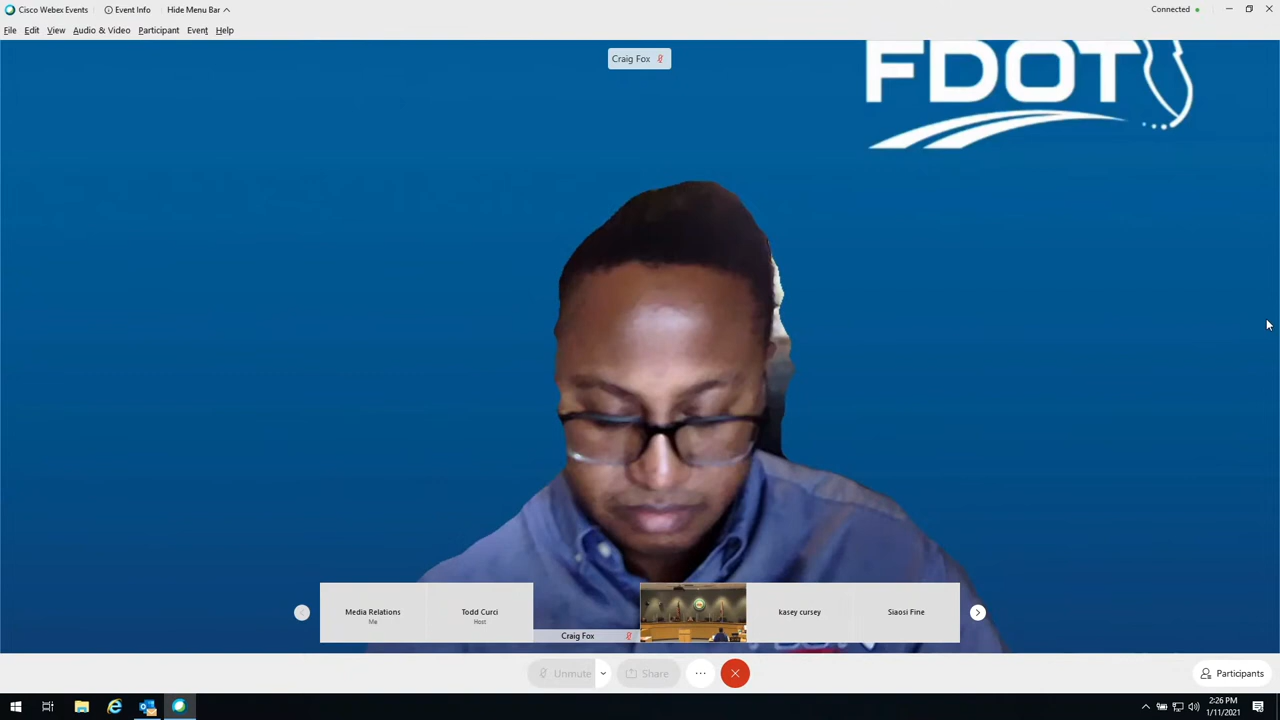 Cisco Webex Events
Event Info
Hide Menu Bar
Connected
File Edit View Audio & Video Participant Event Help
Craig Fox
FDOT
Media Relations
Me
Todd Curci
Host
Craig Fox
kasey cursey
Siaosi Fine
Unmute
Share
Participants
2:26 PM
1/11/2021